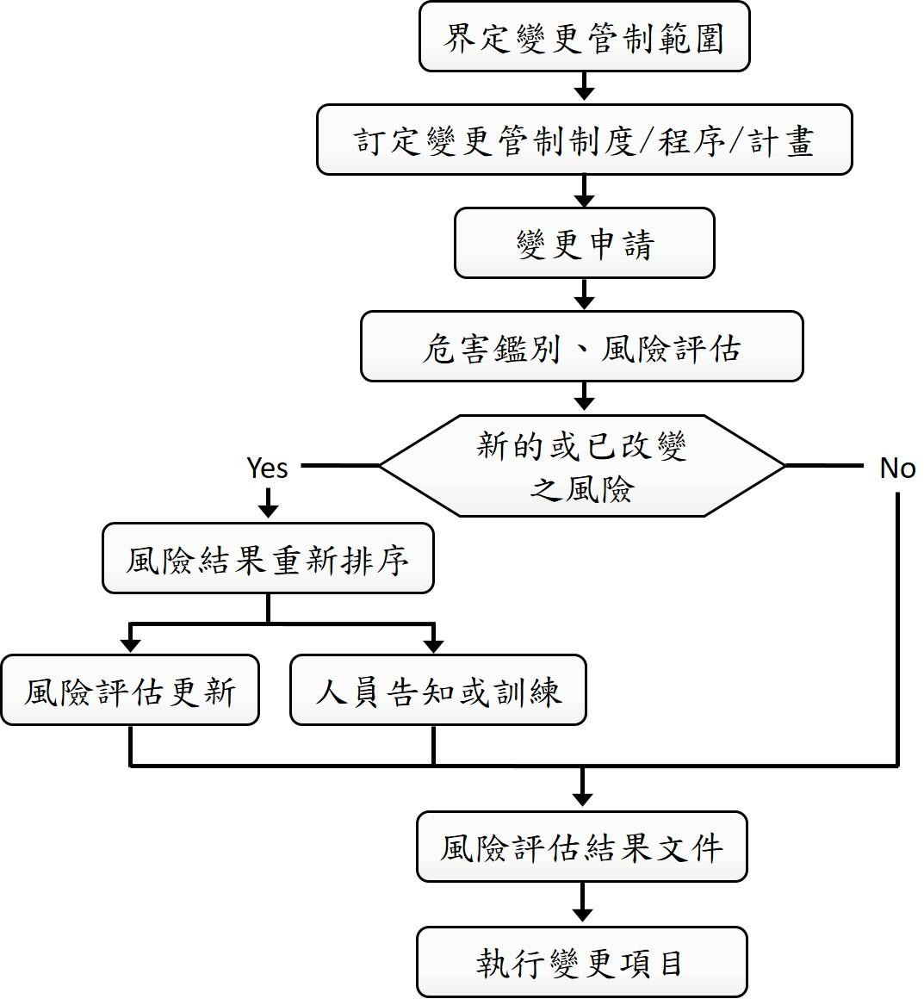 界定變更管制範圍
訂定變更管制制度/程序/計畫
變更申請
危害鑑別、風險評估
新的或已改變
之風險
Yes
No
風險結果重新排序
風險評估更新
人員告知或訓練
風險評估結果文件
執行變更項目